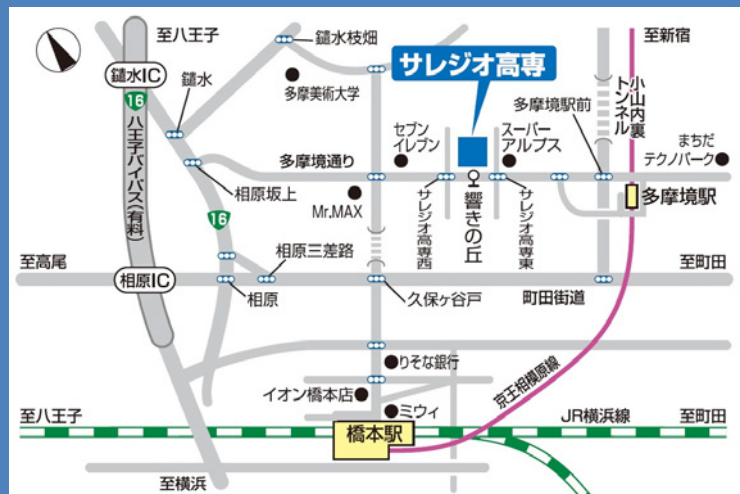 至八王子
鑓水枝畑
至新宿
サレジオ高専
鑓水IC
鑓水
16
多摩美術大学
多摩境駅前
小山内裏
トンネル
セブン
イレブン
スーパー
アルプス
まちだ
テクノパーク
八王子バイパス(有料)
多摩境通り
相原坂上
Mr.MAX
サレジオ高専西
響きの丘
サレジオ高専東
多摩境駅
16
至高尾
相原三差路
至町田
相原IC
相原
久保ヶ谷戸
町田街道
りそな銀行
イオン橋本店
京王相模原線
至八王子
ミウィ
JR横浜線
至町田
橋本駅
至横浜